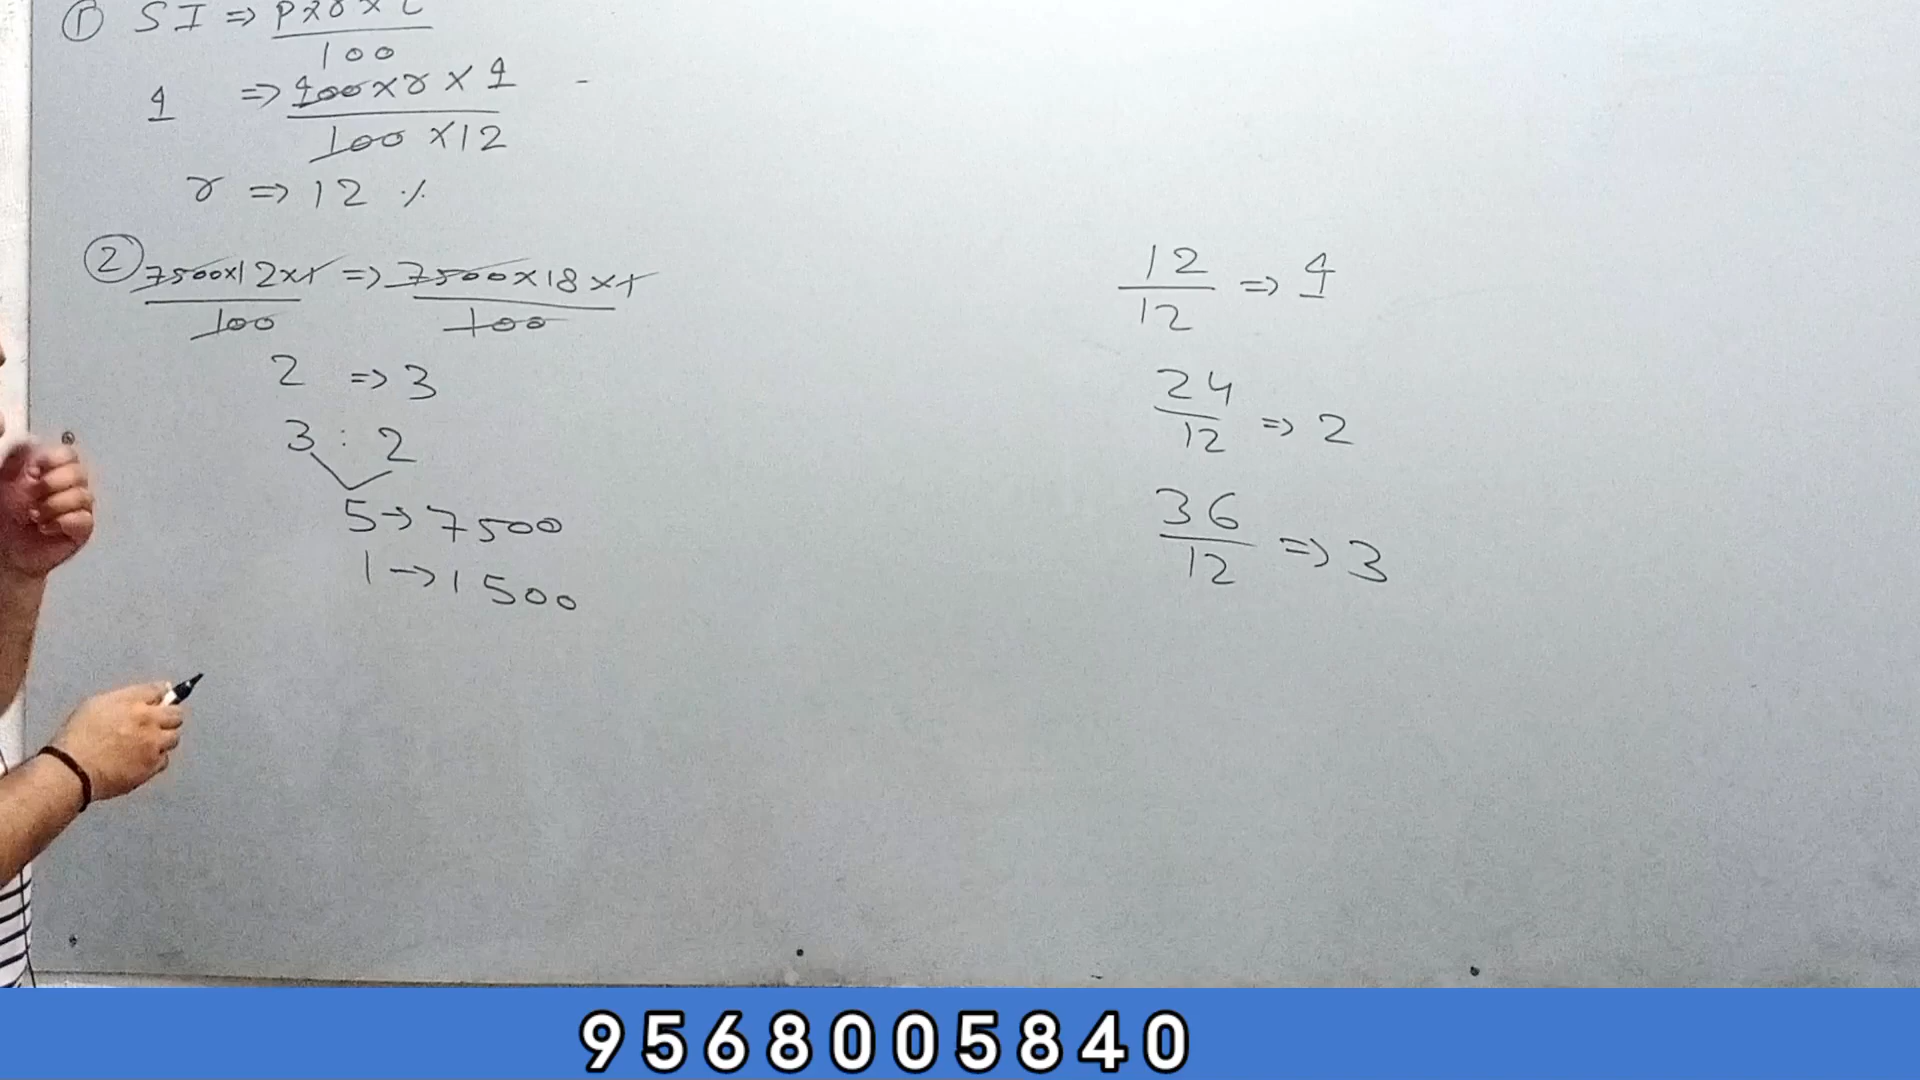 ① SI ⇒ P×r×t
100
1 ⇒ 100×r×1
100×12
r ⇒ 12 %
② 7500×12×1 ⇒ 7500×18×1
100 100
2 ⇒ 3
3 : 2
5→7500
1→1500
12
12 ⇒ 1
24
12 ⇒ 2
36
12 ⇒ 3
9568005840